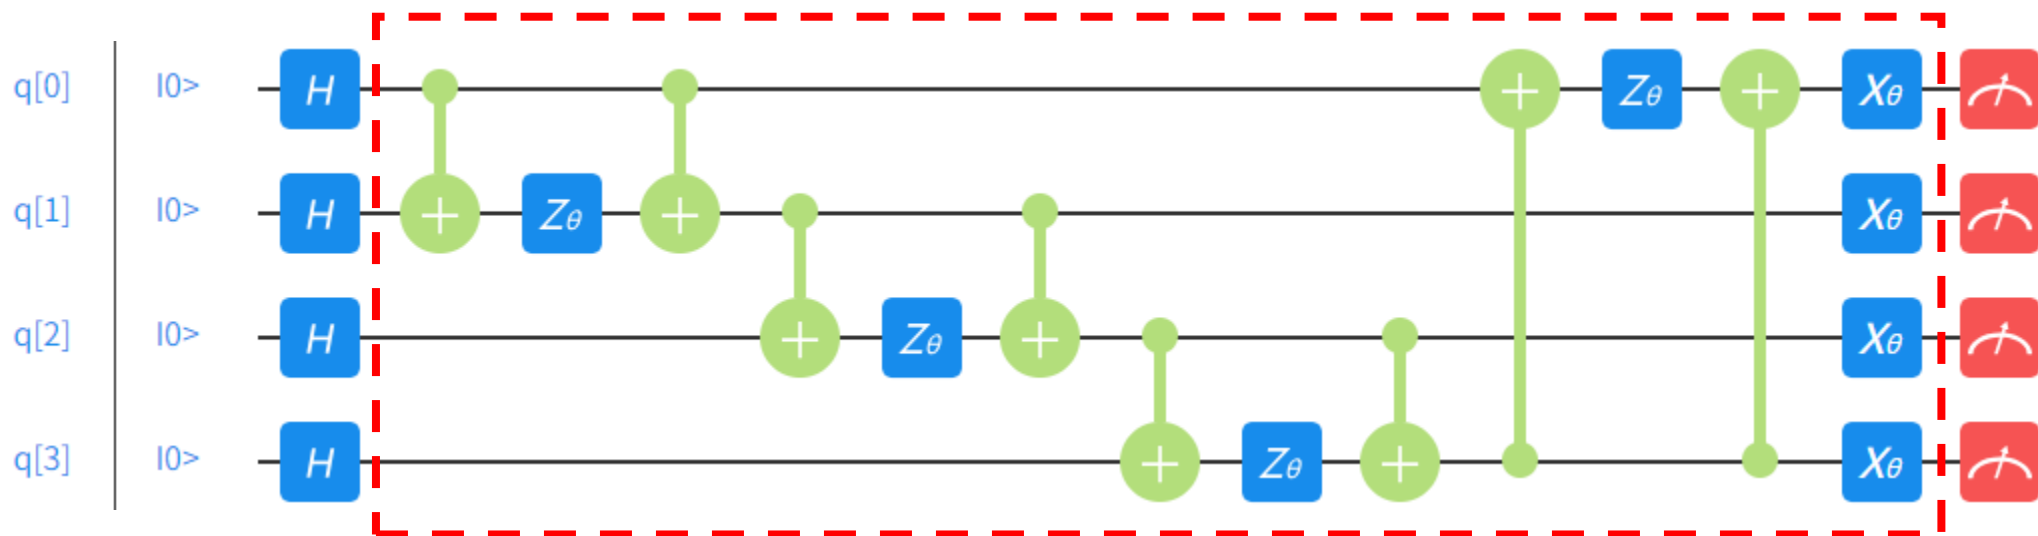 q[0] |0> H Zθ Xθ
q[1] |0> H Zθ Xθ
q[2] |0> H Zθ Xθ
q[3] |0> H Zθ Xθ